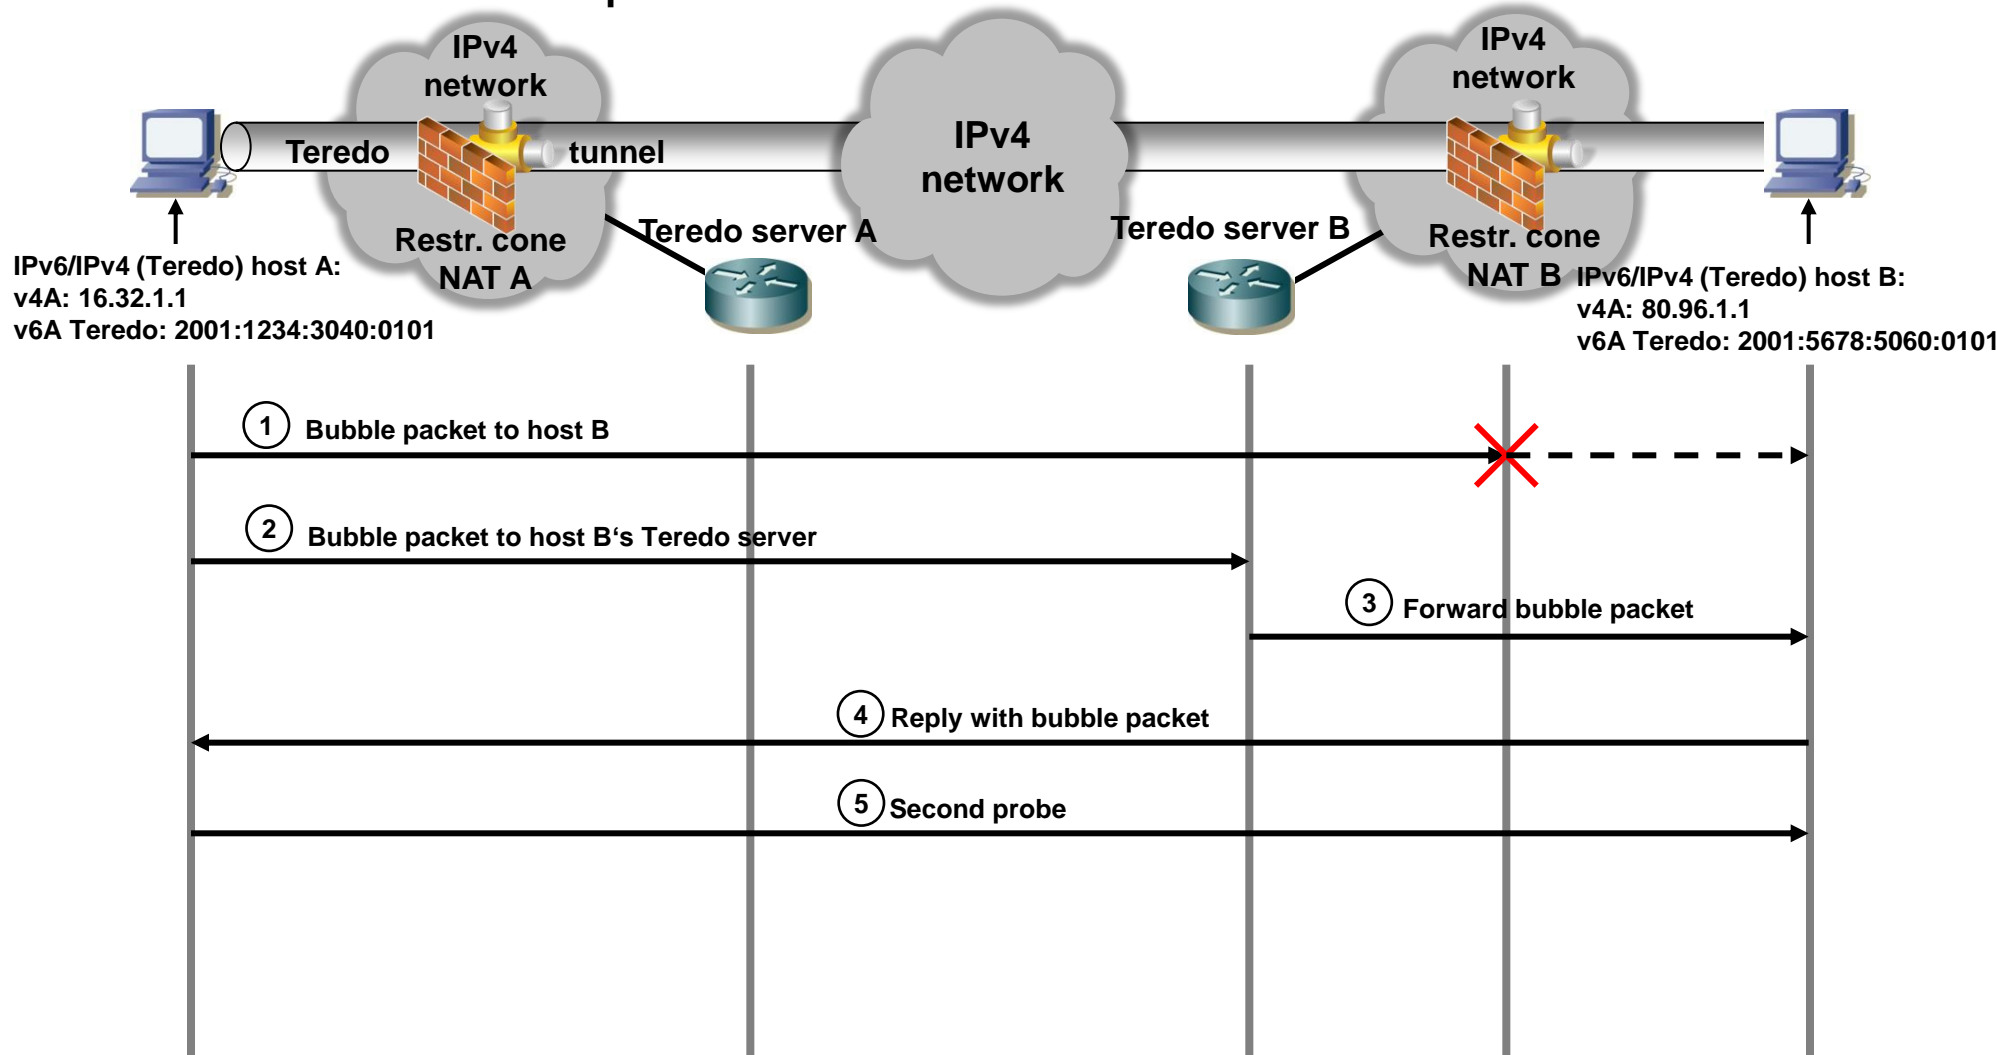 IPv4
network
IPv4
network
IPv4
network
Teredo
tunnel
Restr. cone
NAT A
Teredo server A
Teredo server B
Restr. cone
NAT B
IPv6/IPv4 (Teredo) host A:
v4A: 16.32.1.1
v6A Teredo: 2001:1234:3040:0101
IPv6/IPv4 (Teredo) host B:
v4A: 80.96.1.1
v6A Teredo: 2001:5678:5060:0101
1 Bubble packet to host B
2 Bubble packet to host B‘s Teredo server
3 Forward bubble packet
4 Reply with bubble packet
5 Second probe